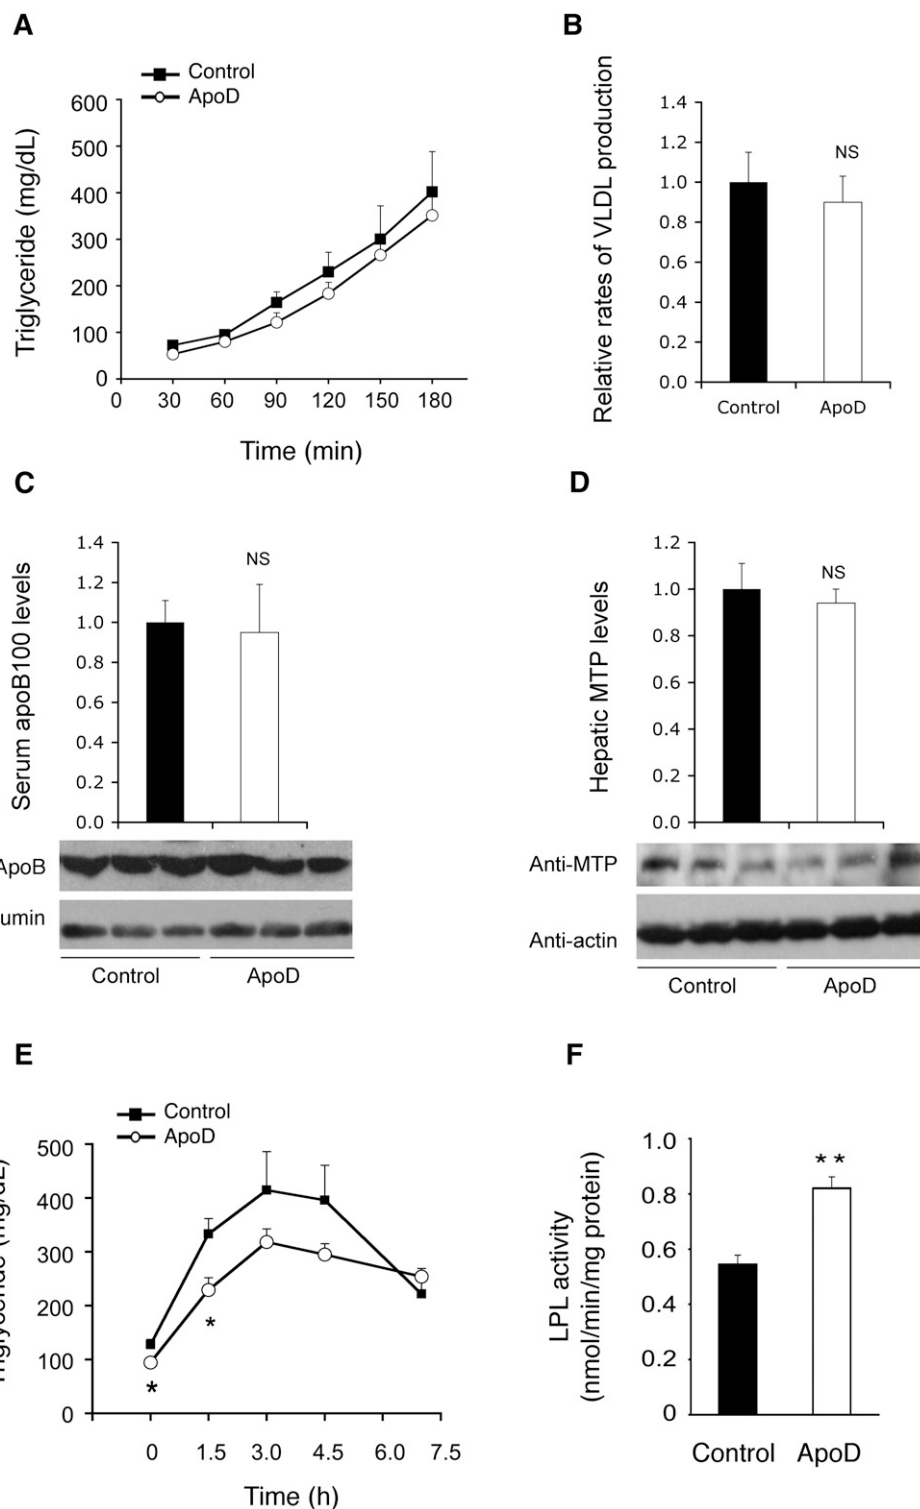 A
Control
ApoD
Triglyceride (mg/dL)
600
500
400
300
200
100
0
0 30 60 90 120 150 180
Time (min)
B
Relative rates of VLDL production
1.4
1.2
1.0
0.8
0.6
0.4
0.2
0.0
NS
Control ApoD
C
Serum apoB100 levels
1.4
1.2
1.0
0.8
0.6
0.4
0.2
0.0
NS
ApoB
umin
Control ApoD
D
Hepatic MTP levels
1.2
1.0
0.8
0.6
0.4
0.2
0.0
NS
Anti-MTP
Anti-actin
Control ApoD
E
Control
ApoD
500
400
300
200
100
0
*
*
0 1.5 3.0 4.5 6.0 7.5
Time (h)
F
LPL activity
(nmol/min/mg protein)
1.0
0.8
0.6
0.4
0.2
0
* *
Control ApoD